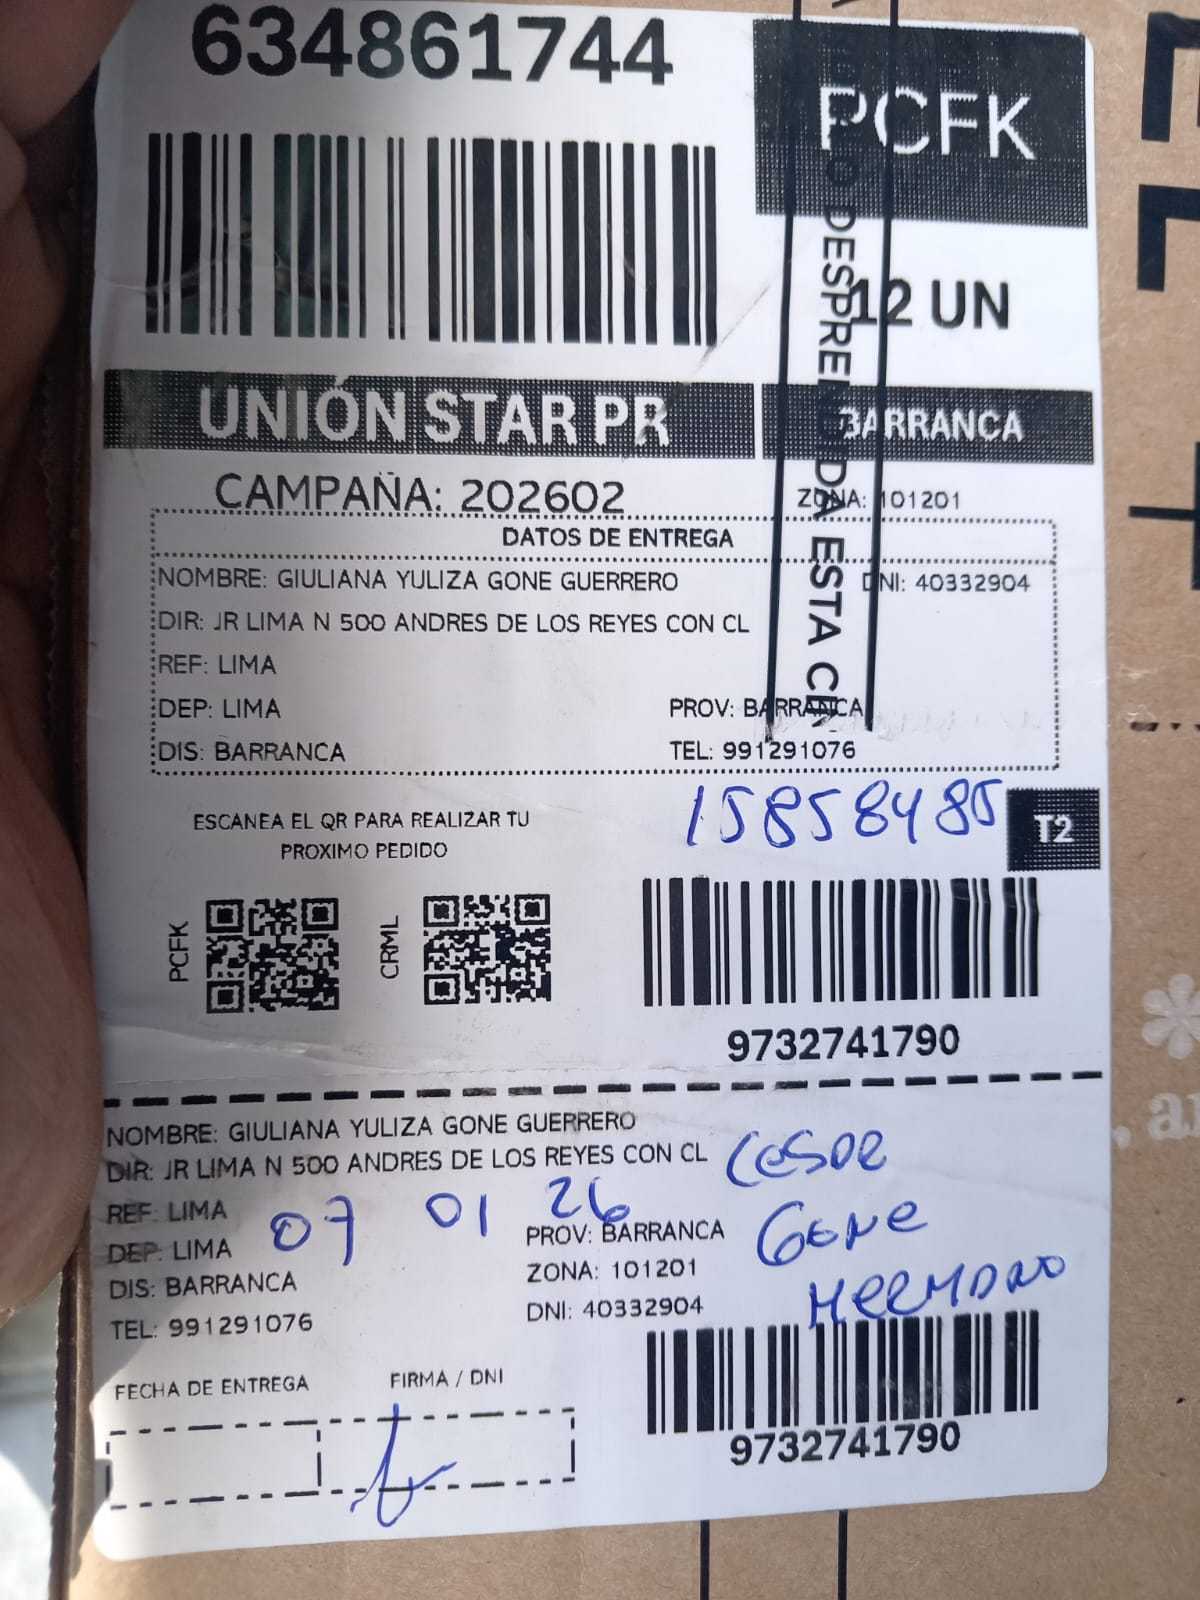 634861744
PCFK
12 UN
UNIÓN STAR PR
BARRANCA
CAMPAÑA: 202602
ZONA: 101201
DATOS DE ENTREGA
NOMBRE: GIULIANA YULIZA GONE GUERRERO
DNI: 40332904
DIR: JR LIMA N 500 ANDRES DE LOS REYES CON CL
REF: LIMA
DEP: LIMA
PROV: BARRANCA
DIS: BARRANCA
TEL: 991291076
ESTA
15858485
T2
ESCANEA EL QR PARA REALIZAR TU
PROXIMO PEDIDO
PCFK
CRML
9732741790
NOMBRE: GIULIANA YULIZA GONE GUERRERO
DIR: JR LIMA N 500 ANDRES DE LOS REYES CON CL
CESAR
REF: LIMA
07 01 26
GONE
DEP: LIMA
PROV: BARRANCA
DIS: BARRANCA
ZONA: 101201
HERMANO
TEL: 991291076
DNI: 40332904
FECHA DE ENTREGA
FIRMA / DNI
9732741790